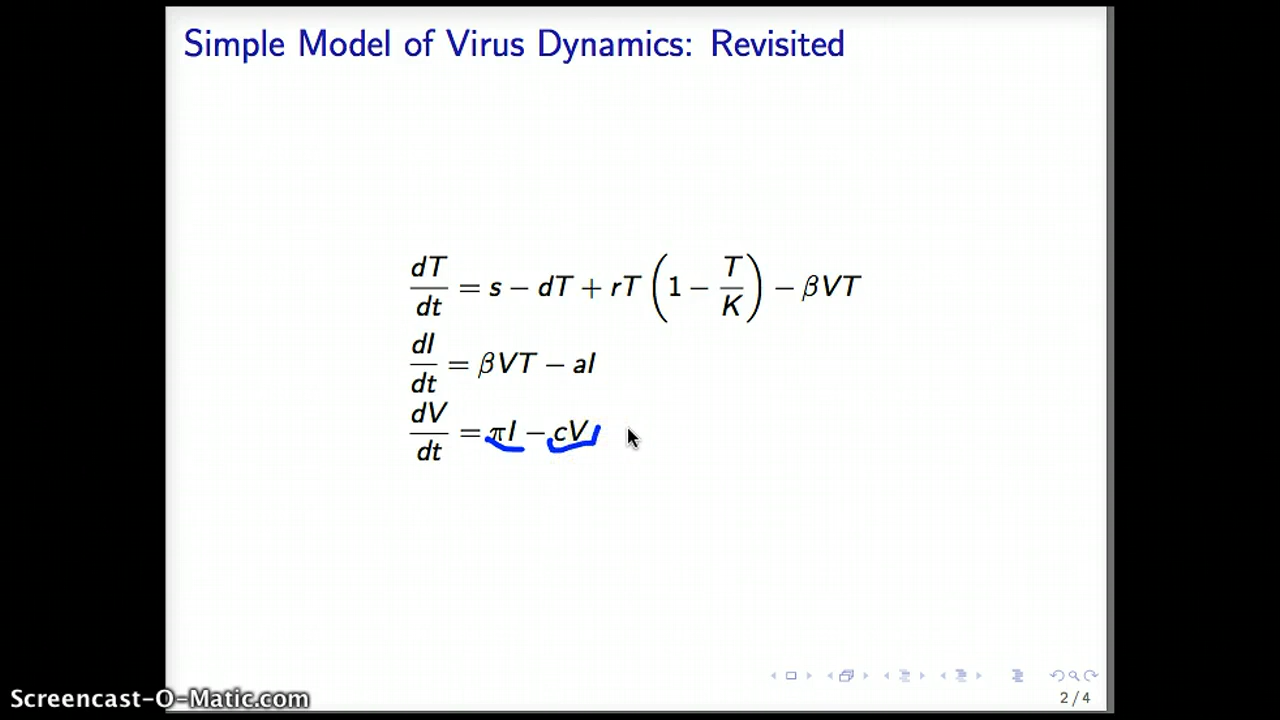 Simple Model of Virus Dynamics: Revisited
dT/dt = s − dT + rT (1 − T/K) − βVT
dI/dt = βVT − aI
dV/dt = πI − cV
2 / 4
Screencast-O-Matic.com